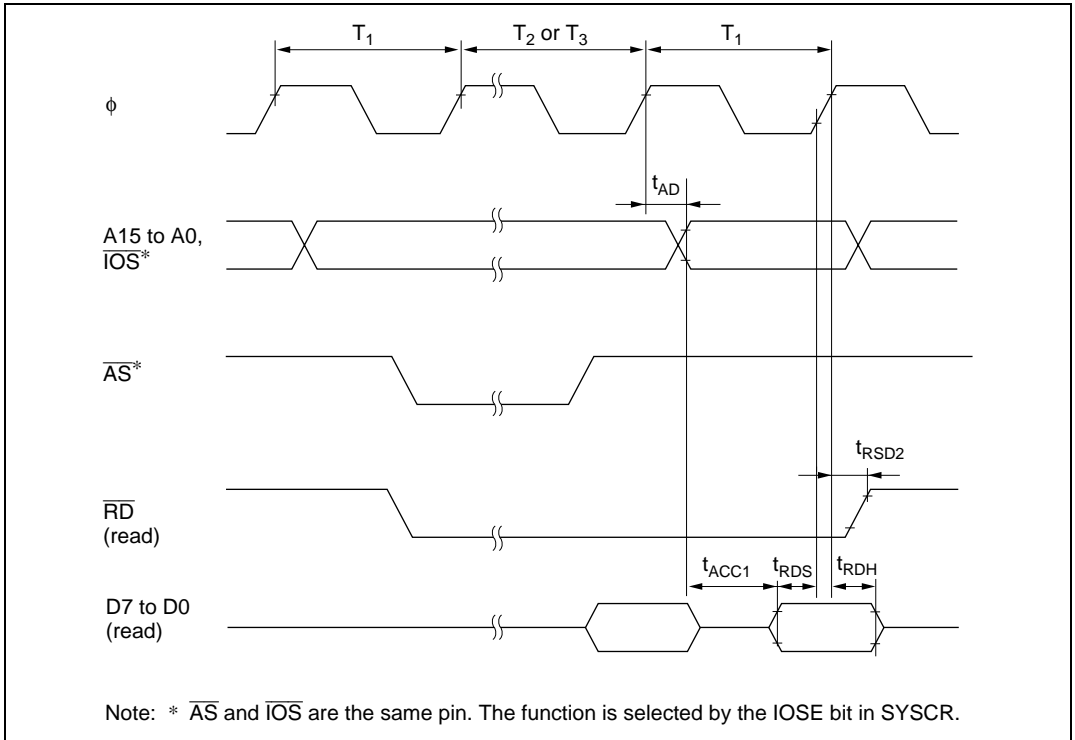 T1 T2 or T3 T1
ϕ
tAD
A15 to A0,
IOS*
AS*
tRSD2
RD
(read)
tACC1 tRDS tRDH
D7 to D0
(read)
Note: * AS and IOS are the same pin. The function is selected by the IOSE bit in SYSCR.